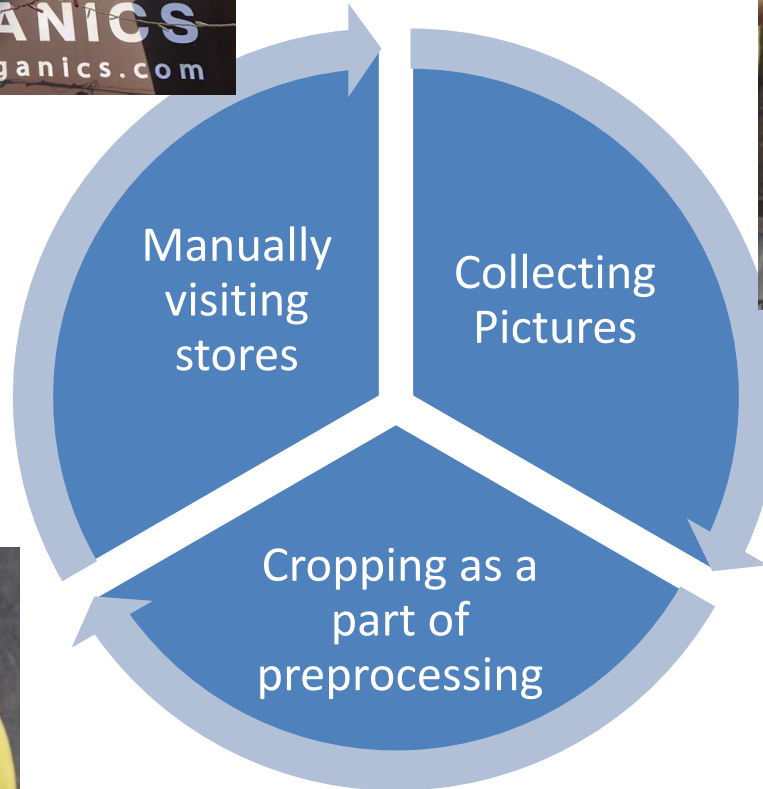 ANICS
ganics.com
Manually
visiting
stores
Collecting
Pictures
Cropping as a
part of
preprocessing